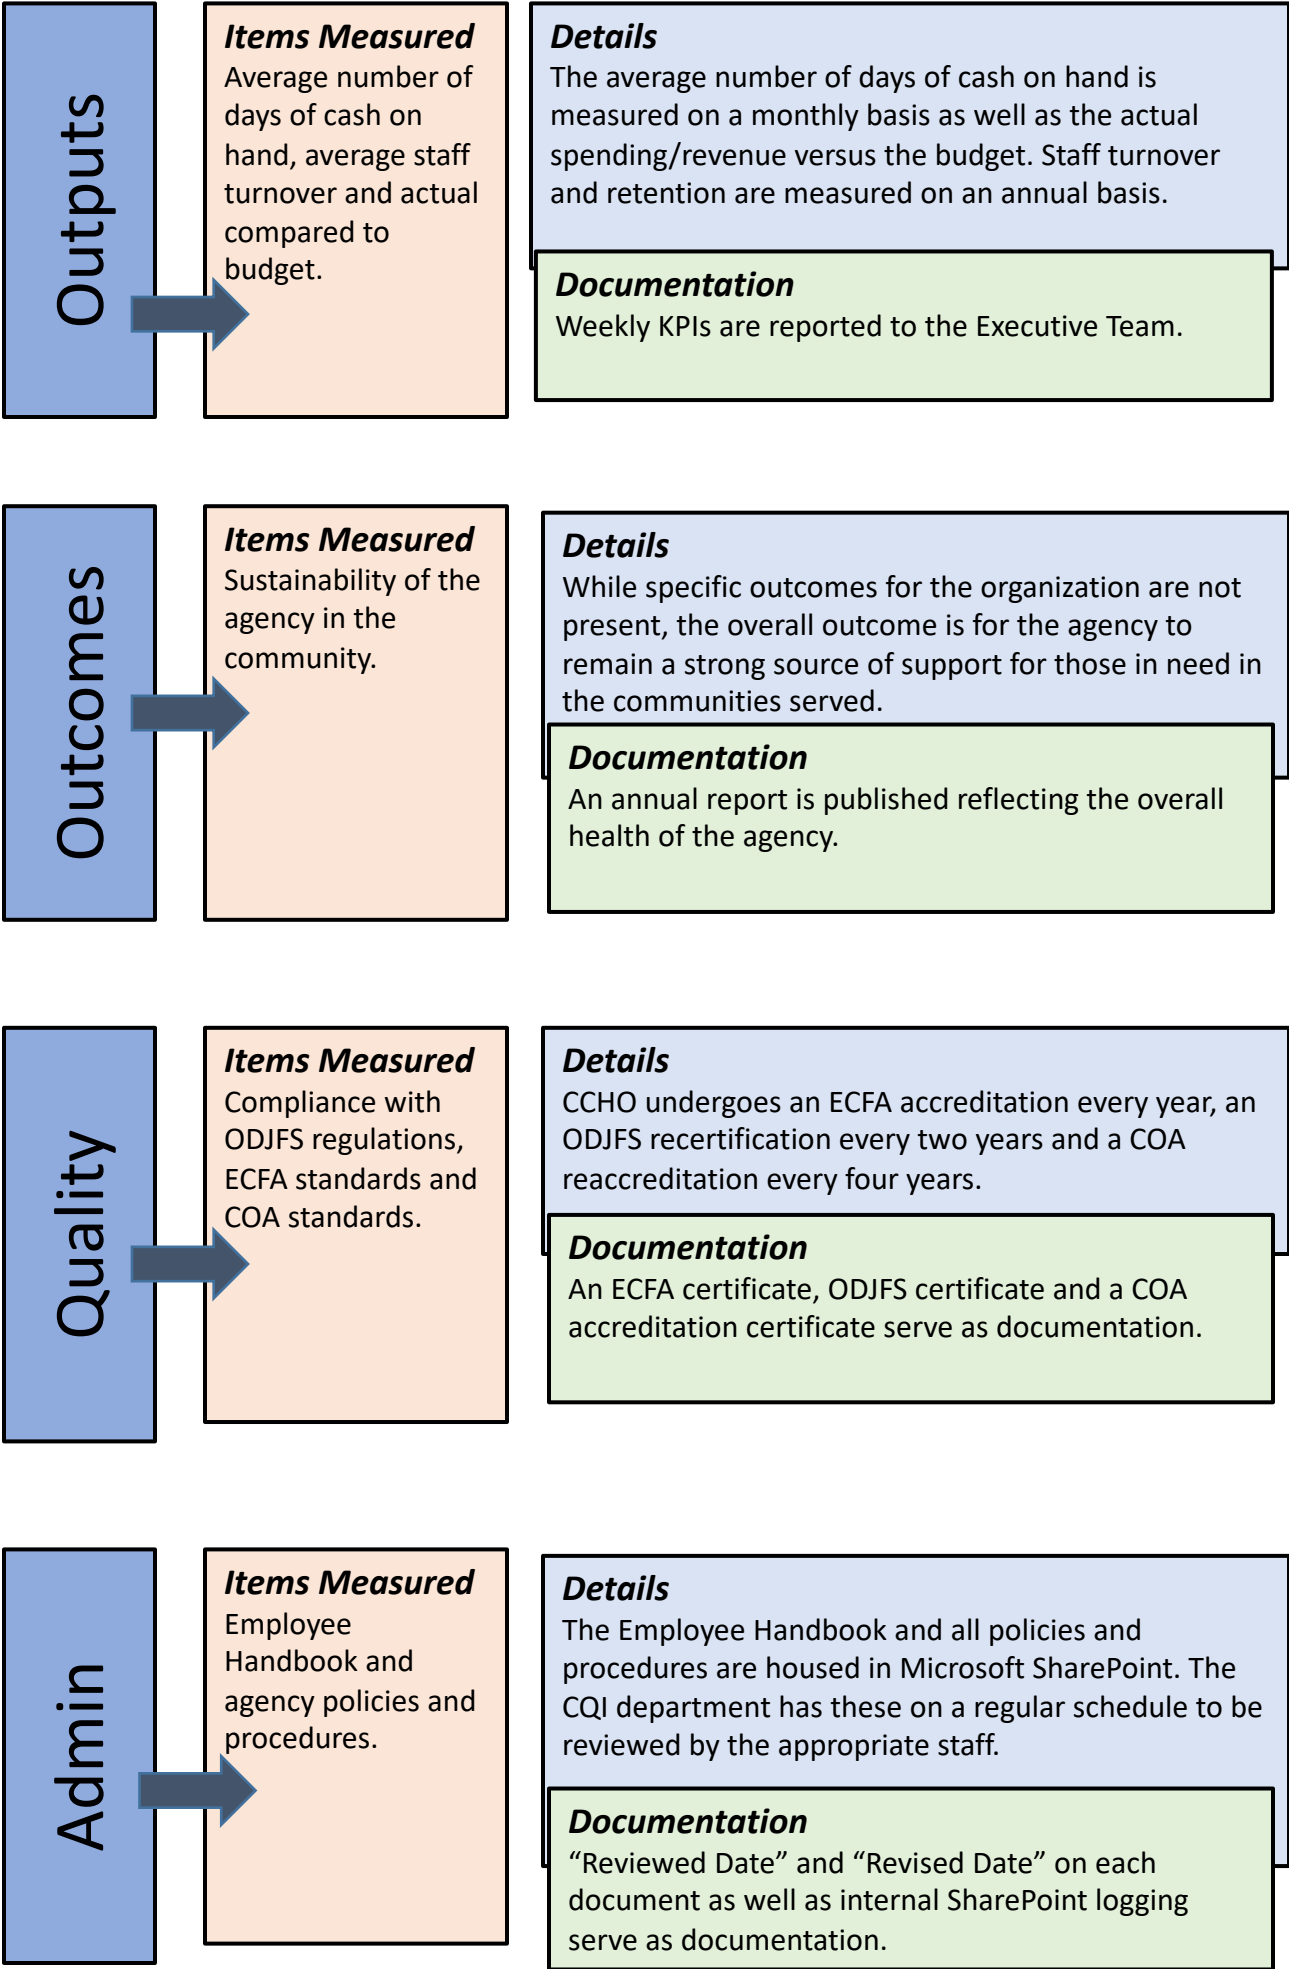 Outputs
Items Measured
Average number of
days of cash on
hand, average staff
turnover and actual
compared to
budget.
Details
The average number of days of cash on hand is
measured on a monthly basis as well as the actual
spending/revenue versus the budget. Staff turnover
and retention are measured on an annual basis.
Documentation
Weekly KPIs are reported to the Executive Team.
Outcomes
Items Measured
Sustainability of the
agency in the
community.
Details
While specific outcomes for the organization are not
present, the overall outcome is for the agency to
remain a strong source of support for those in need in
the communities served.
Documentation
An annual report is published reflecting the overall
health of the agency.
Quality
Items Measured
Compliance with
ODJFS regulations,
ECFA standards and
COA standards.
Details
CCHO undergoes an ECFA accreditation every year, an
ODJFS recertification every two years and a COA
reaccreditation every four years.
Documentation
An ECFA certificate, ODJFS certificate and a COA
accreditation certificate serve as documentation.
Admin
Items Measured
Employee
Handbook and
agency policies and
procedures.
Details
The Employee Handbook and all policies and
procedures are housed in Microsoft SharePoint. The
CQI department has these on a regular schedule to be
reviewed by the appropriate staff.
Documentation
“Reviewed Date” and “Revised Date” on each
document as well as internal SharePoint logging
serve as documentation.